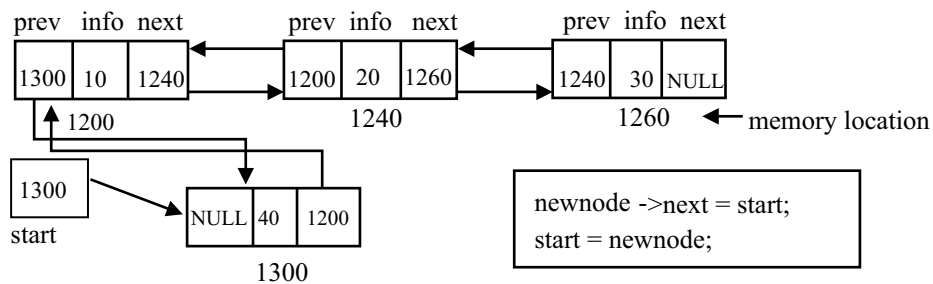 prev info next
prev info next
prev info next
1300 10 1240
1200 20 1260
1240 30 NULL
1200
1240
1260
memory location
1300
start
NULL 40 1200
1300
newnode ->next = start;
start = newnode;